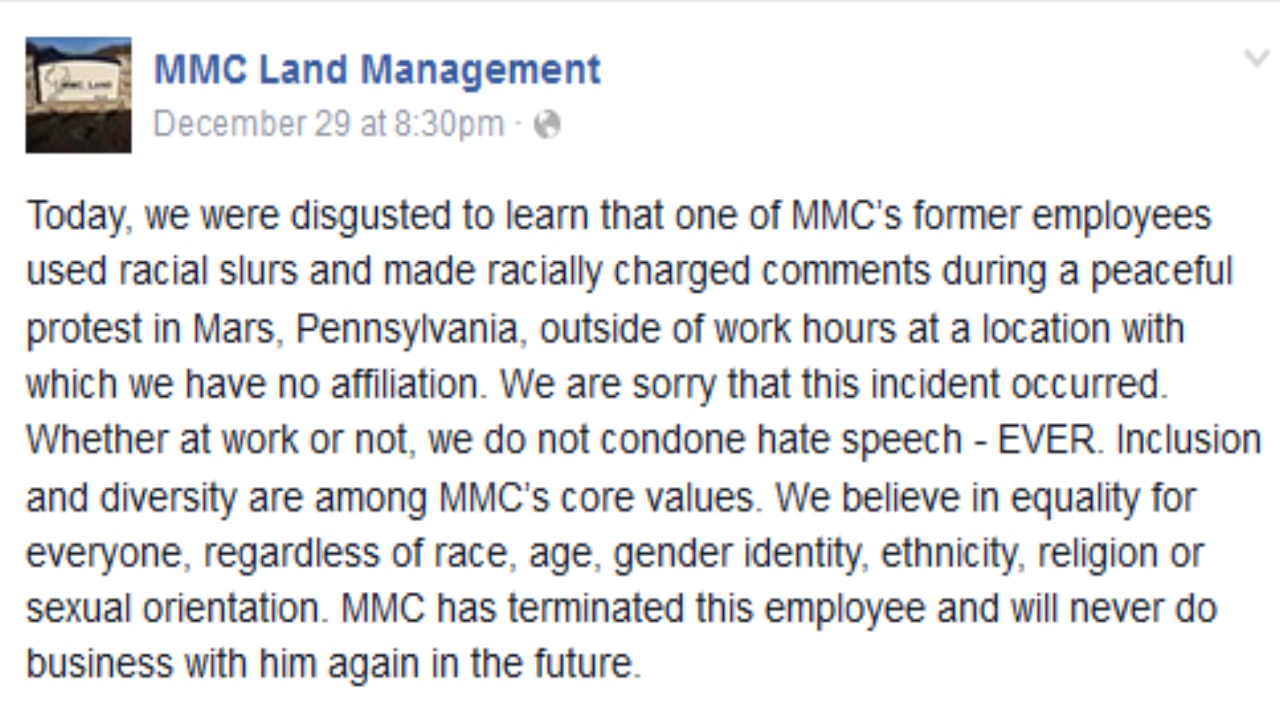 MMC Land Management
December 29 at 8:30pm ·
Today, we were disgusted to learn that one of MMC's former employees
used racial slurs and made racially charged comments during a peaceful
protest in Mars, Pennsylvania, outside of work hours at a location with
which we have no affiliation. We are sorry that this incident occurred.
Whether at work or not, we do not condone hate speech - EVER. Inclusion
and diversity are among MMC's core values. We believe in equality for
everyone, regardless of race, age, gender identity, ethnicity, religion or
sexual orientation. MMC has terminated this employee and will never do
business with him again in the future.